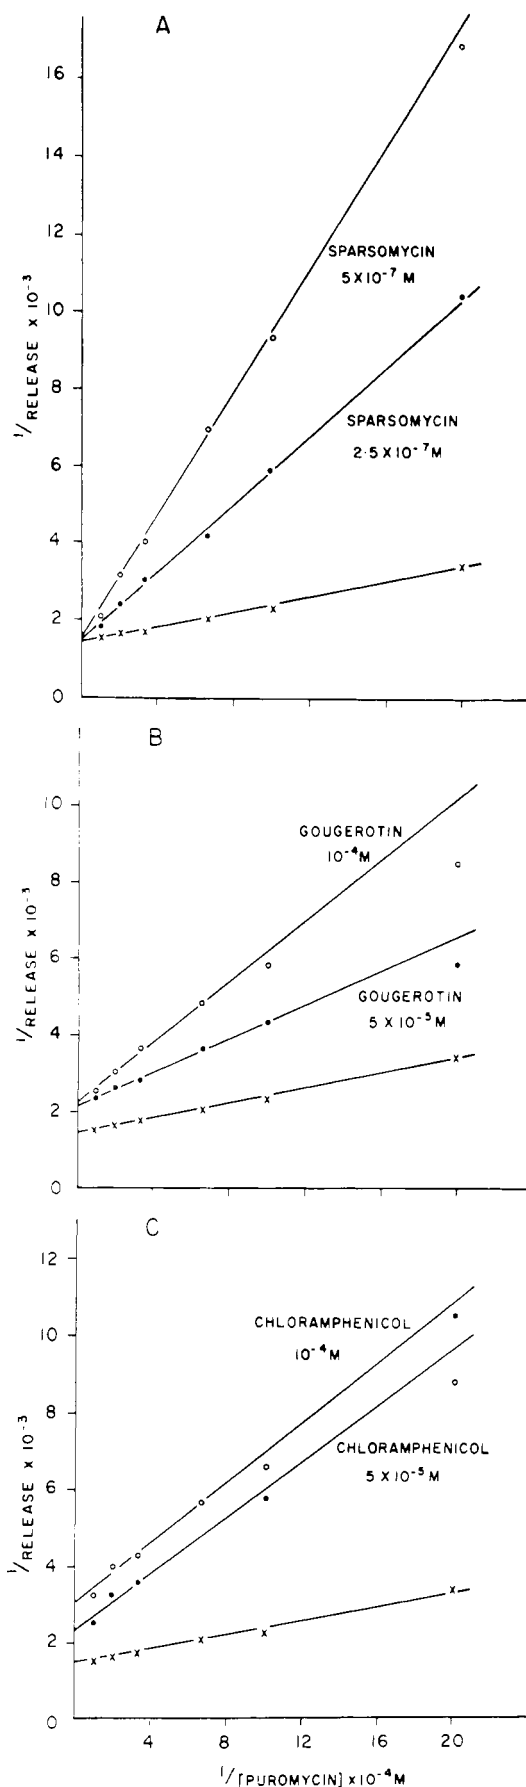 A
16
14
12
10
8
6
4
2
0
1/RELEASE x 10⁻³
SPARSOMYCIN
5 X 10⁻⁷ M
SPARSOMYCIN
2·5 X 10⁻⁷ M
B
10
8
6
4
2
0
1/RELEASE x 10⁻³
GOUGEROTIN
10⁻⁴ M
GOUGEROTIN
5 X 10⁻⁵ M
C
12
10
8
6
4
2
0
1/RELEASE x 10⁻³
CHLORAMPHENICOL
10⁻⁴ M
CHLORAMPHENICOL
5 X 10⁻⁵ M
4 8 12 16 20
1/[PUROMYCIN] x 10⁻⁴ M